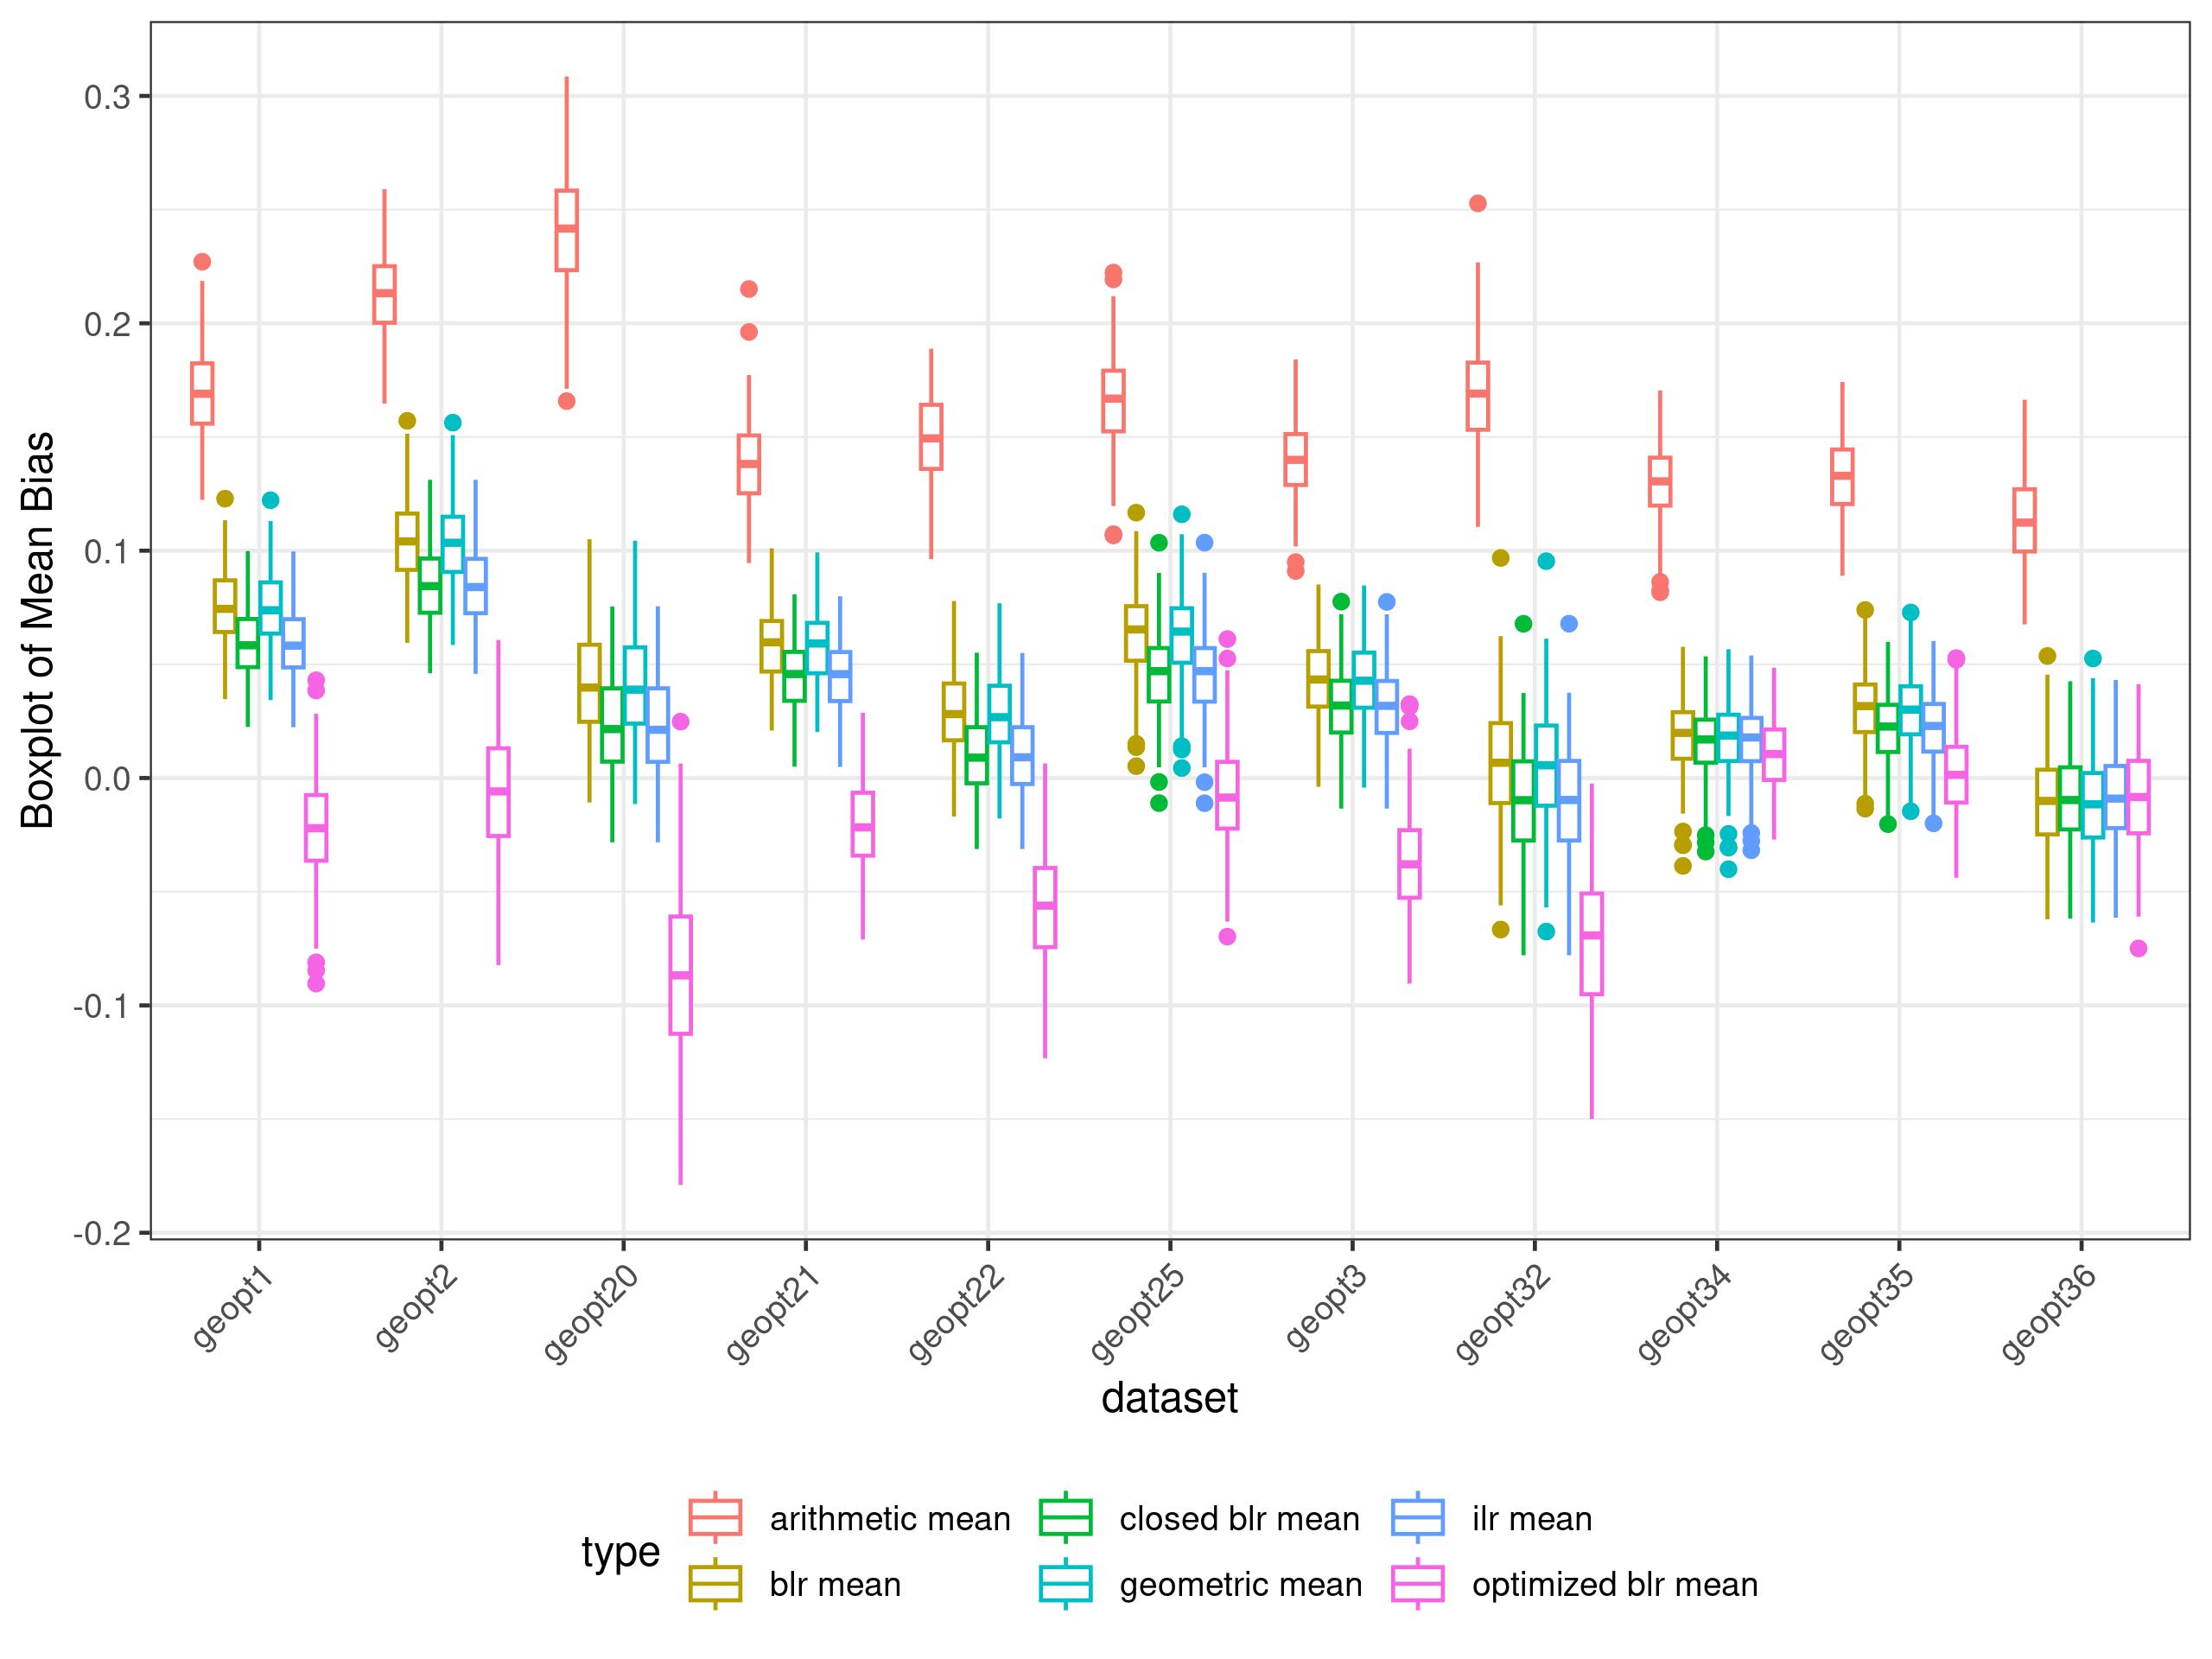 Boxplot of Mean Bias
0.3
0.2
0.1
0.0
-0.1
-0.2
geopt1
geopt2
geopt20
geopt21
geopt22
geopt25
geopt3
geopt32
geopt34
geopt35
geopt36
dataset
type
arithmetic mean
closed blr mean
ilr mean
blr mean
geometric mean
optimized blr mean